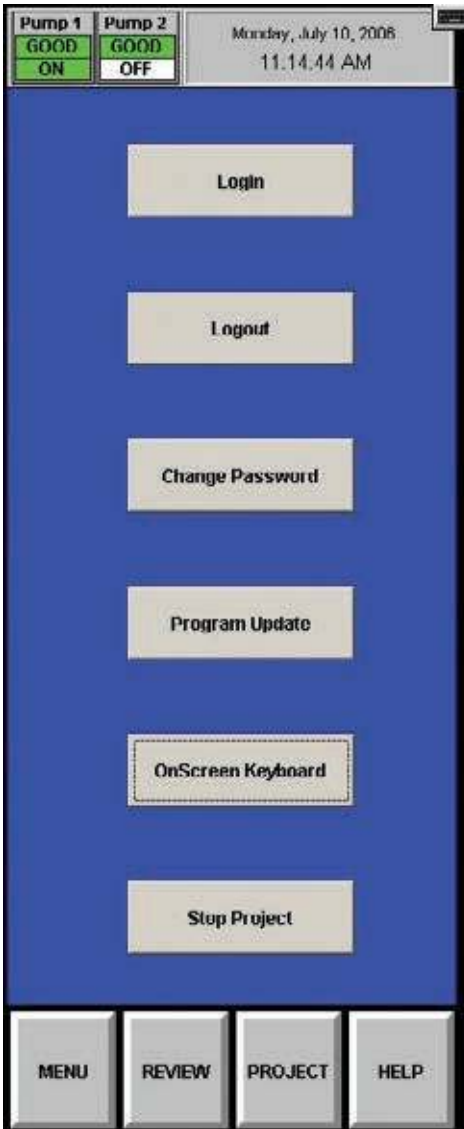 Pump 1 Pump 2
GOOD GOOD
ON OFF
Monday, July 10, 2006
11.14.44 AM
Login
Logout
Change Password
Program Update
OnScreen Keyboard
Stop Project
MENU REVIEW PROJECT HELP